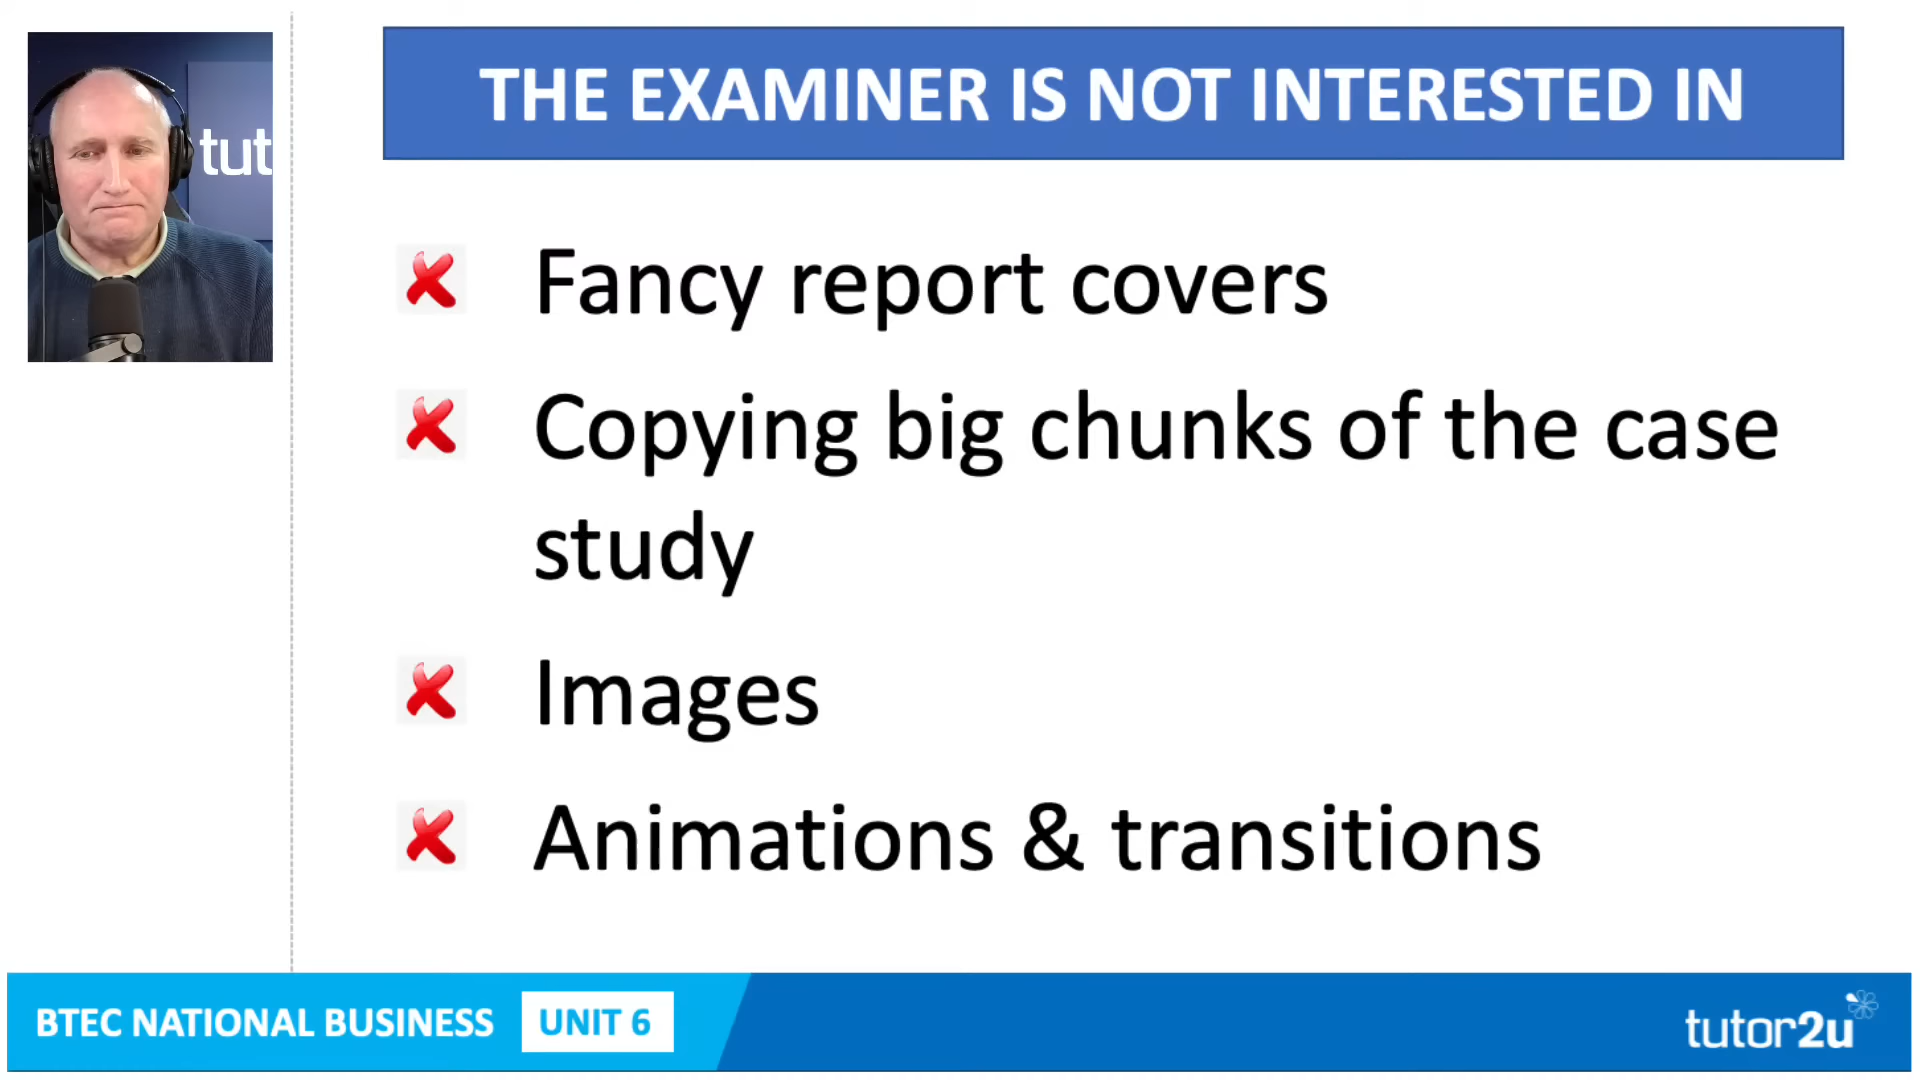 tut
THE EXAMINER IS NOT INTERESTED IN
Fancy report covers
Copying big chunks of the case
study
Images
Animations & transitions
BTEC NATIONAL BUSINESS UNIT 6
tutor2u